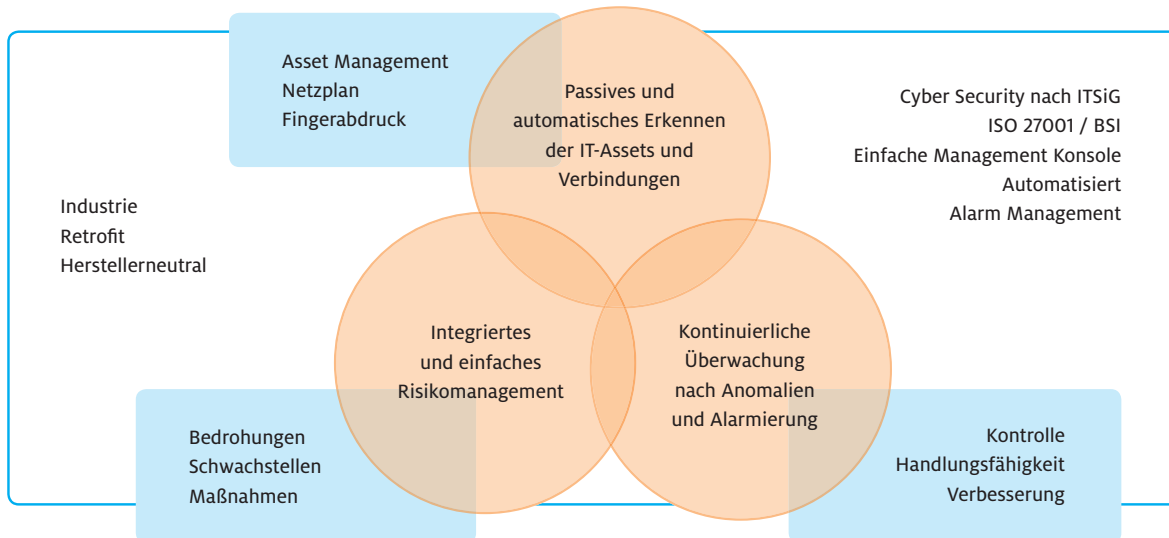 Asset Management
Netzplan
Fingerabdruck
Passives und
automatisches Erkennen
der IT-Assets und
Verbindungen
Cyber Security nach ITSiG
ISO 27001 / BSI
Einfache Management Konsole
Automatisiert
Alarm Management
Industrie
Retrofit
Herstellerneutral
Integriertes
und einfaches
Risikomanagement
Kontinuierliche
Überwachung
nach Anomalien
und Alarmierung
Bedrohungen
Schwachstellen
Maßnahmen
Kontrolle
Handlungsfähigkeit
Verbesserung